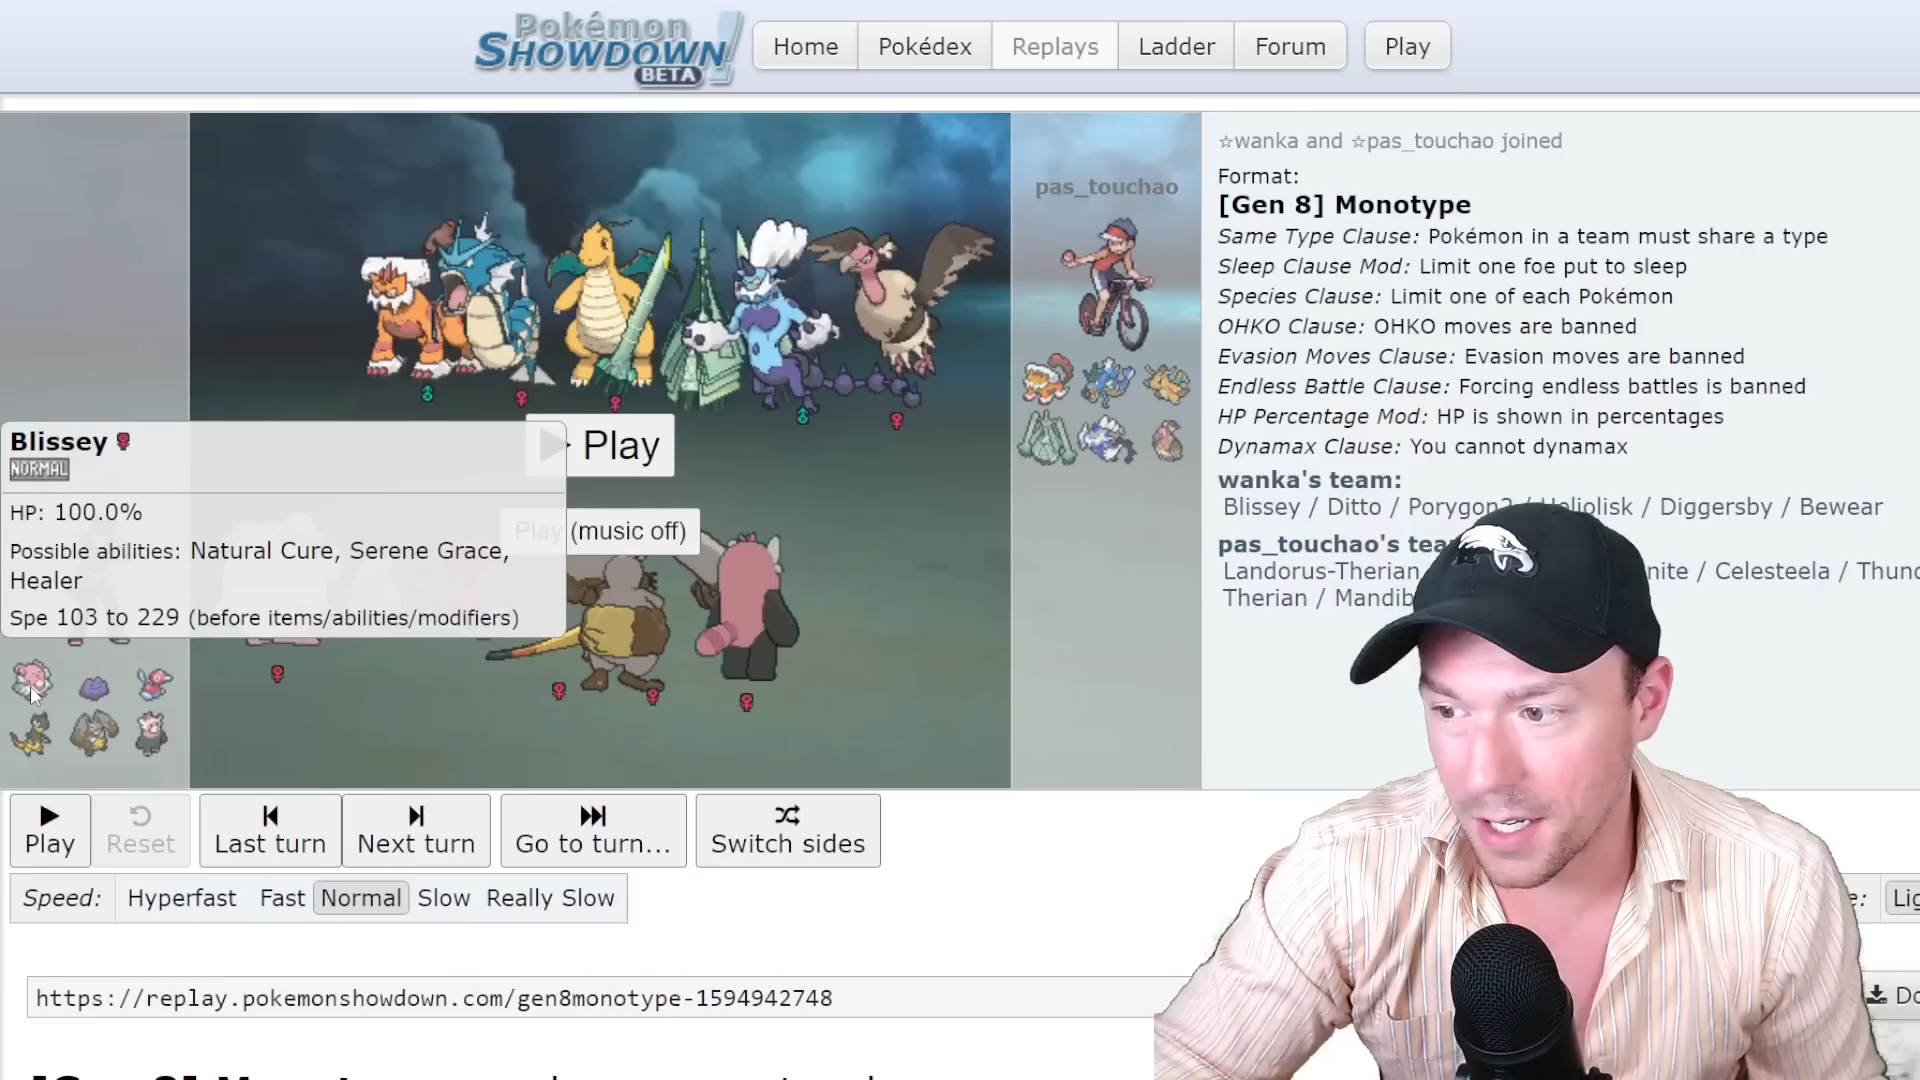 Pokémon
SHOWDOWN!
BETA
Home
Pokédex
Replays
Ladder
Forum
Play
☆wanka and ☆pas_touchao joined
Format:
[Gen 8] Monotype
Same Type Clause: Pokémon in a team must share a type
Sleep Clause Mod: Limit one foe put to sleep
Species Clause: Limit one of each Pokémon
OHKO Clause: OHKO moves are banned
Evasion Moves Clause: Evasion moves are banned
Endless Battle Clause: Forcing endless battles is banned
HP Percentage Mod: HP is shown in percentages
Dynamax Clause: You cannot dynamax
wanka's team:
Blissey / Ditto / Porygon2 / Heliolisk / Diggersby / Bewear
pas_touchao's
Landorus-Therian / Celesteela /
Therian /
pas_touchao
Play
Play (music off)
Blissey
NORMAL
HP: 100.0%
Possible abilities: Natural Cure, Serene Grace,
Healer
Spe 103 to 229 (before items/abilities/modifiers)
Play
Reset
Last turn
Next turn
Go to turn...
Switch sides
Speed:
Hyperfast
Fast
Normal
Slow
Really Slow
https://replay.pokemonshowdown.com/gen8monotype-1594942748